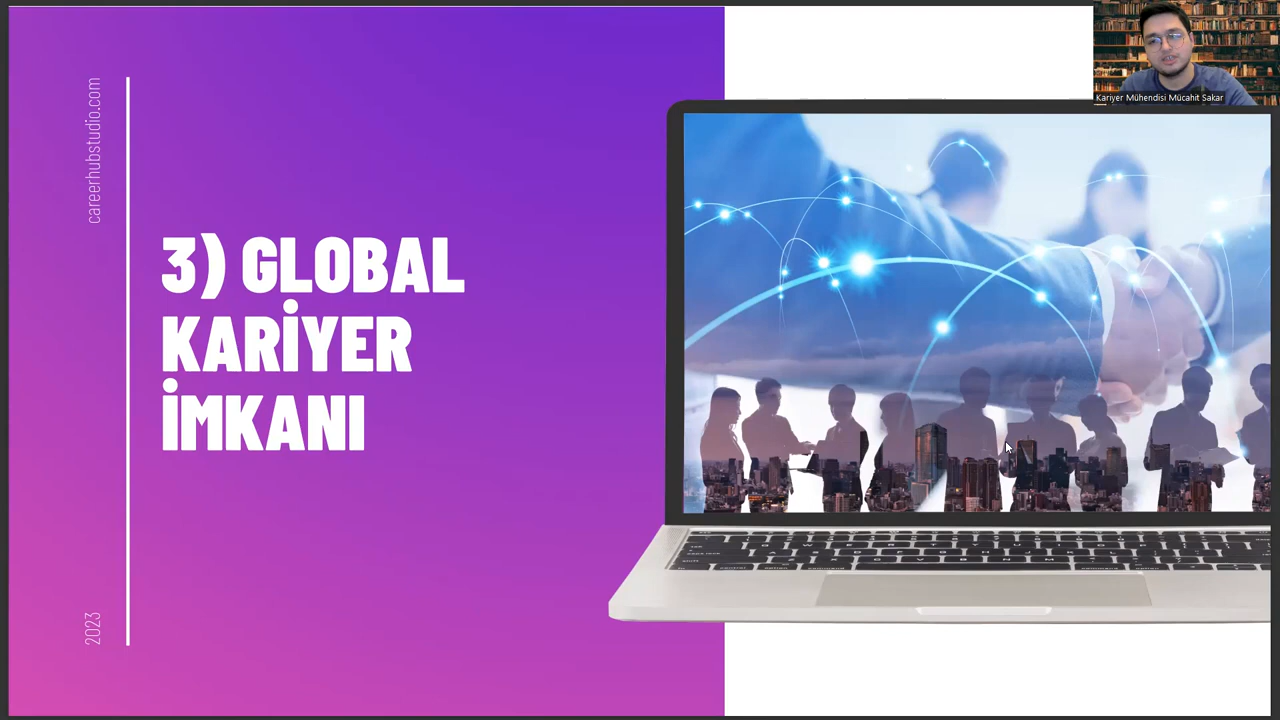 careerhubstudio.com
3) GLOBAL
KARİYER
İMKANI
2023
Kariyer Mühendisi Mücahit Sakar